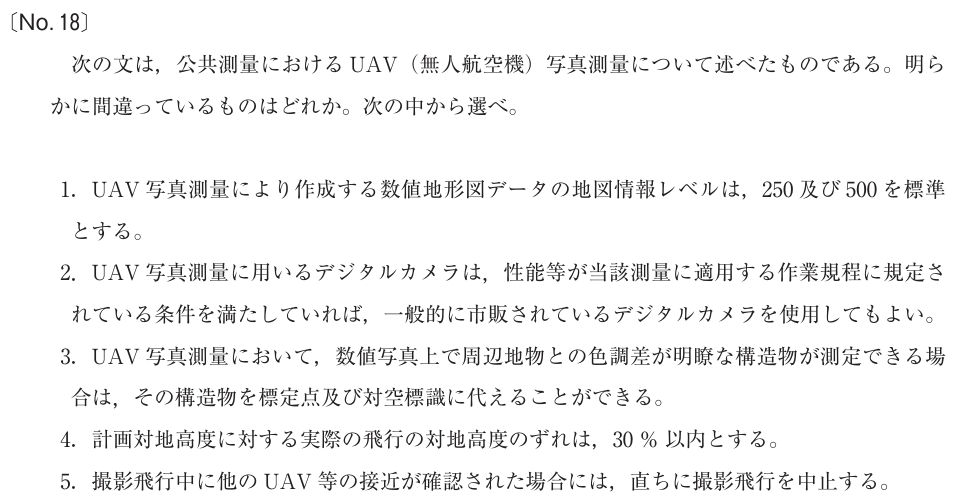 〔No. 18〕
次の文は，公共測量における UAV（無人航空機）写真測量について述べたものである。明ら
かに間違っているものはどれか。次の中から選べ。
1．UAV 写真測量により作成する数値地形図データの地図情報レベルは，250 及び 500 を標準
とする。
2．UAV 写真測量に用いるデジタルカメラは，性能等が当該測量に適用する作業規程に規定さ
れている条件を満たしていれば，一般的に市販されているデジタルカメラを使用してもよい。
3．UAV 写真測量において，数値写真上で周辺地物との色調差が明瞭な構造物が測定できる場
合は，その構造物を標定点及び対空標識に代えることができる。
4．計画対地高度に対する実際の飛行の対地高度のずれは，30 % 以内とする。
5．撮影飛行中に他の UAV 等の接近が確認された場合には，直ちに撮影飛行を中止する。